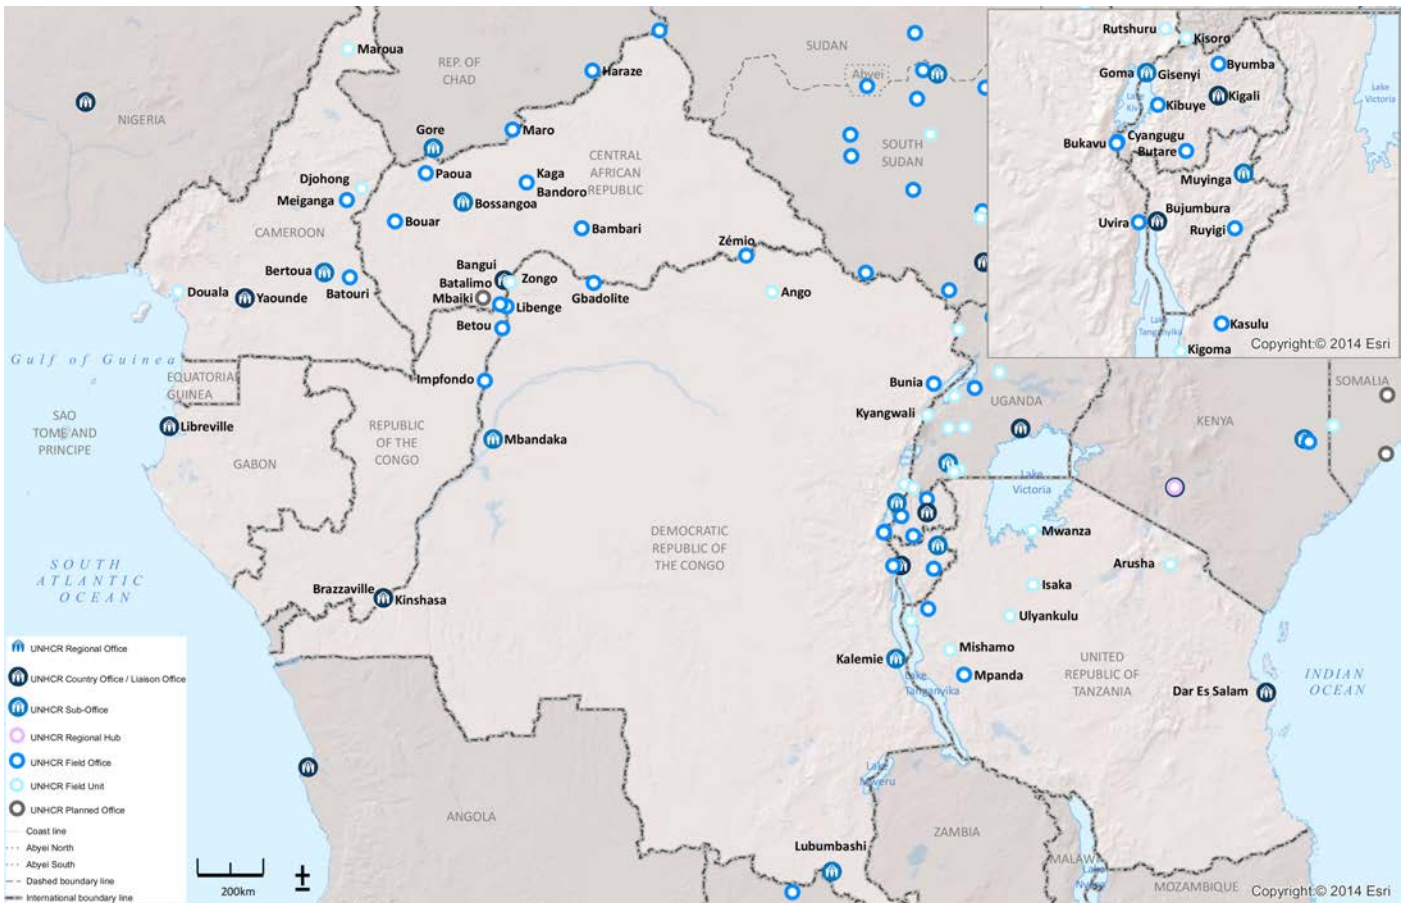 Maroua
REP. OF
CHAD
Haraze
SUDAN
Abyei
NIGERIA
Gore
Maro
CENTRAL
AFRICAN
REPUBLIC
SOUTH
SUDAN
Djohong
Paoua
Kaga
Bandoro
Meiganga
Bossangoa
Bouar
Bambari
CAMEROON
Zémio
Bertoua
Batouri
Bangui
Batalimo
Mbaiki
Zongo
Libenge
Gbadolite
Ango
Douala
Yaounde
Betou
Gulf of Guinea
EQUATORIAL
GUINEA
Impfondo
Bunia
UGANDA
Kyangwali
KENYA
SOMALIA
SAO
TOME AND
PRINCIPE
Libreville
REPUBLIC
OF THE
CONGO
Mbandaka
GABON
Lake
Victoria
DEMOCRATIC
REPUBLIC OF
THE CONGO
Mwanza
Arusha
Isaka
SOUTH
ATLANTIC
OCEAN
Brazzaville
Kinshasa
Ulyankulu
Mishamo
Kalemie
Mpanda
Lake
Tanganyika
UNITED
REPUBLIC OF
TANZANIA
Dar Es Salam
INDIAN
OCEAN
Lake
Mweru
ANGOLA
ZAMBIA
MALAWI
Lake
MOZAMBIQUE
Lubumbashi
Copyright:© 2014 Esri
Rutshuru
Kisoro
Goma
Gisenyi
Byumba
Lake
Kibuye
Kigali
Lake
Victoria
Bukavu
Cyangugu
Butare
Muyinga
Bujumbura
Uvira
Ruyigi
Lake
Tanganyika
Kasulu
Kigoma
Copyright:© 2014 Esri
UNHCR Regional Office
UNHCR Country Office / Liaison Office
UNHCR Sub-Office
UNHCR Regional Hub
UNHCR Field Office
UNHCR Field Unit
UNHCR Planned Office
Coast line
Abyei North
Abyei South
Dashed boundary line
International boundary line
200km